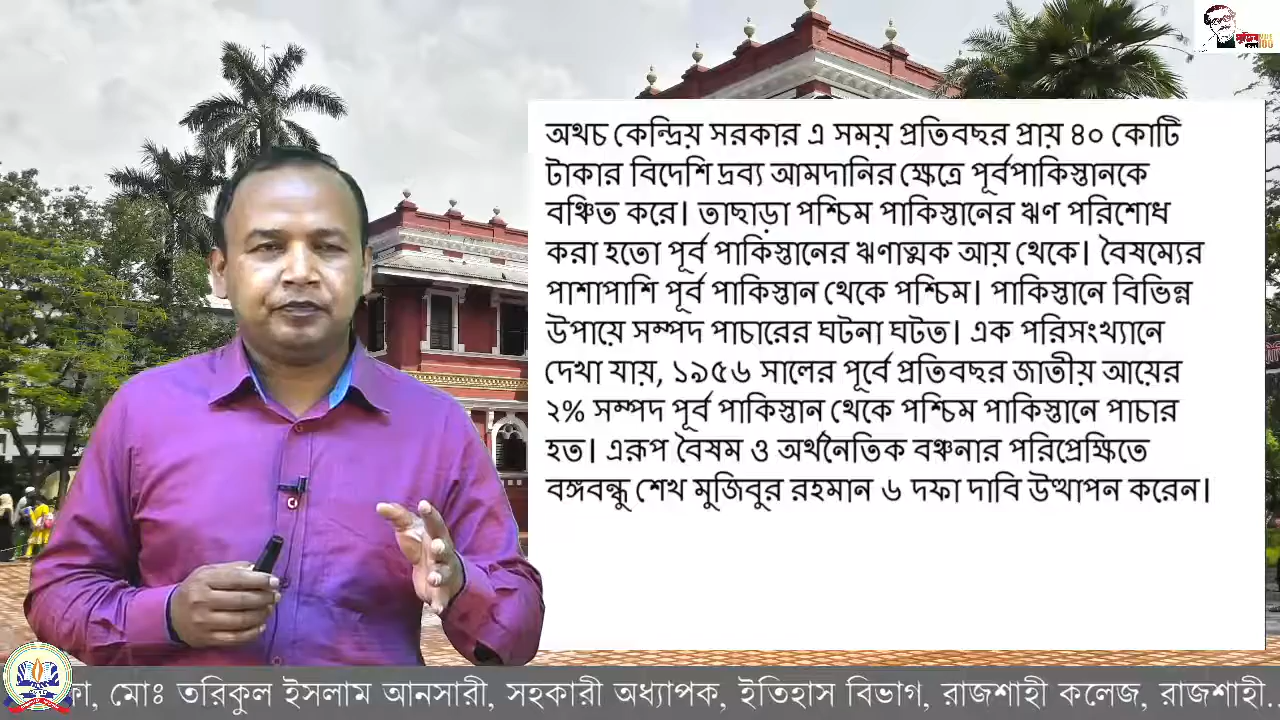 অথচ কেন্দ্রিয় সরকার এ সময় প্রতিবছর প্রায় ৪০ কোটি
টাকার বিদেশি দ্রব্য আমদানির ক্ষেত্রে পূর্বপাকিস্তানকে
বঞ্চিত করে। তাছাড়া পশ্চিম পাকিস্তানের ঋণ পরিশোধ
করা হতো পূর্ব পাকিস্তানের ঋণাত্মক আয় থেকে। বৈষম্যের
পাশাপাশি পূর্ব পাকিস্তান থেকে পশ্চিম। পাকিস্তানে বিভিন্ন
উপায়ে সম্পদ পাচারের ঘটনা ঘটত। এক পরিসংখ্যানে
দেখা যায়, ১৯৫৬ সালের পূর্বে প্রতিবছর জাতীয় আয়ের
২% সম্পদ পূর্ব পাকিস্তান থেকে পশ্চিম পাকিস্তানে পাচার
হত। এরূপ বৈষম ও অর্থনৈতিক বঞ্চনার পরিপ্রেক্ষিতে
বঙ্গবন্ধু শেখ মুজিবুর রহমান ৬ দফা দাবি উত্থাপন করেন।
মোঃ তরিকুল ইসলাম আনসারী, সহকারী অধ্যাপক, ইতিহাস বিভাগ, রাজশাহী কলেজ, রাজশাহী..